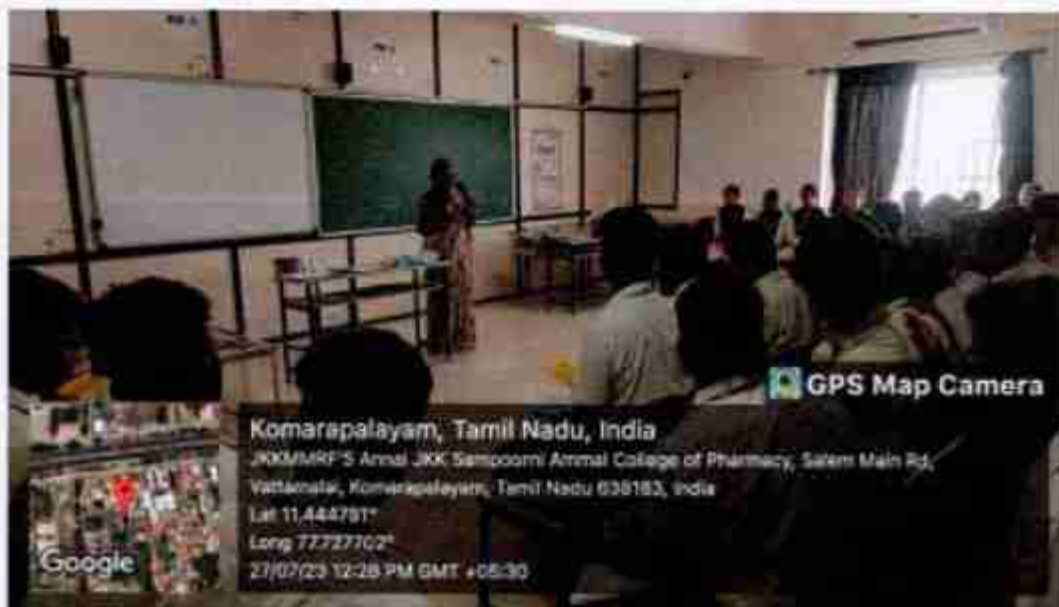 GPS Map Camera
Komarapalayam, Tamil Nadu, India
JKKMMRF'S Annai JKK Sampoorni Ammal College of Pharmacy, Salem Main Rd,
Vattamalai, Komarapalayam, Tamil Nadu 638183, India
Lat 11.444781°
Long 77.727702°
27/07/23 12:28 PM GMT +05:30
Google